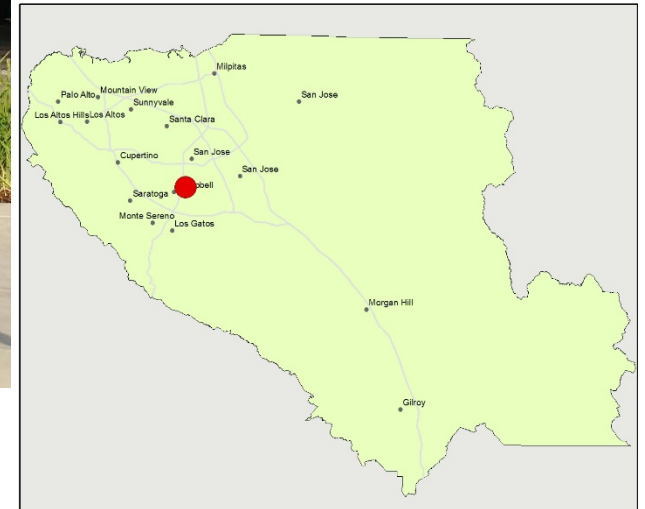 Milpitas
Palo Alto
Mountain View
San Jose
Sunnyvale
Los Altos Hills
Los Altos
Santa Clara
Cupertino
San Jose
San Jose
bell
Saratoga
Monte Sereno
Los Gatos
Morgan Hill
Gilroy